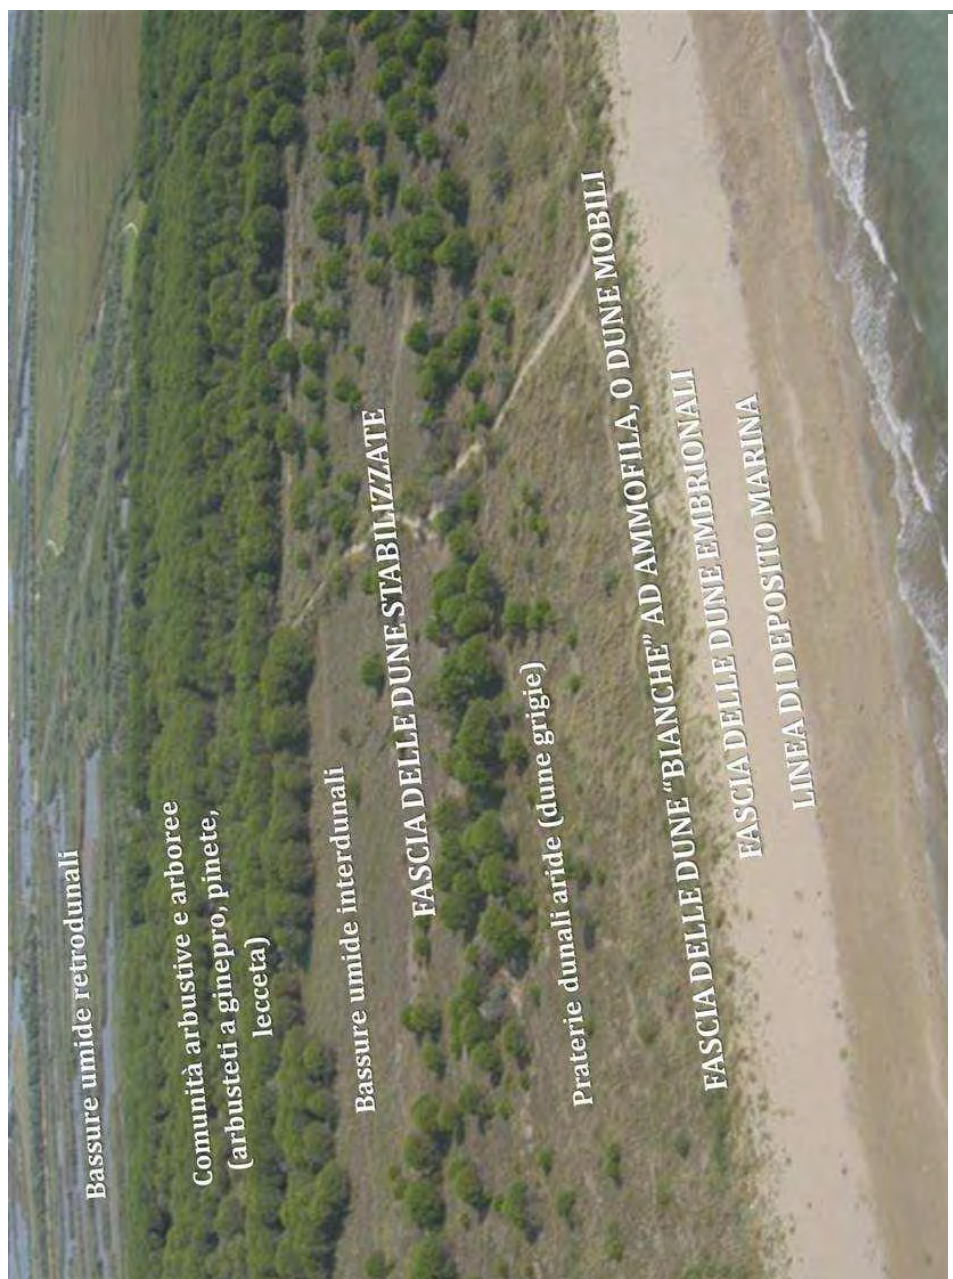 Bassure umide retrodunali
Comunità arbustive e arboree
(arbusteti a ginepro, pinete,
lecceta)
Bassure umide interdunali
FASCIA DELLE DUNE STABILIZZATE
Praterie dunali aride (dune grigie)
FASCIA DELLE DUNE “BIANCHE” AD AMMOFILA, O DUNE MOBILI
FASCIA DELLE DUNE EMBRIONALI
LINEA DI DEPOSITO MARINA